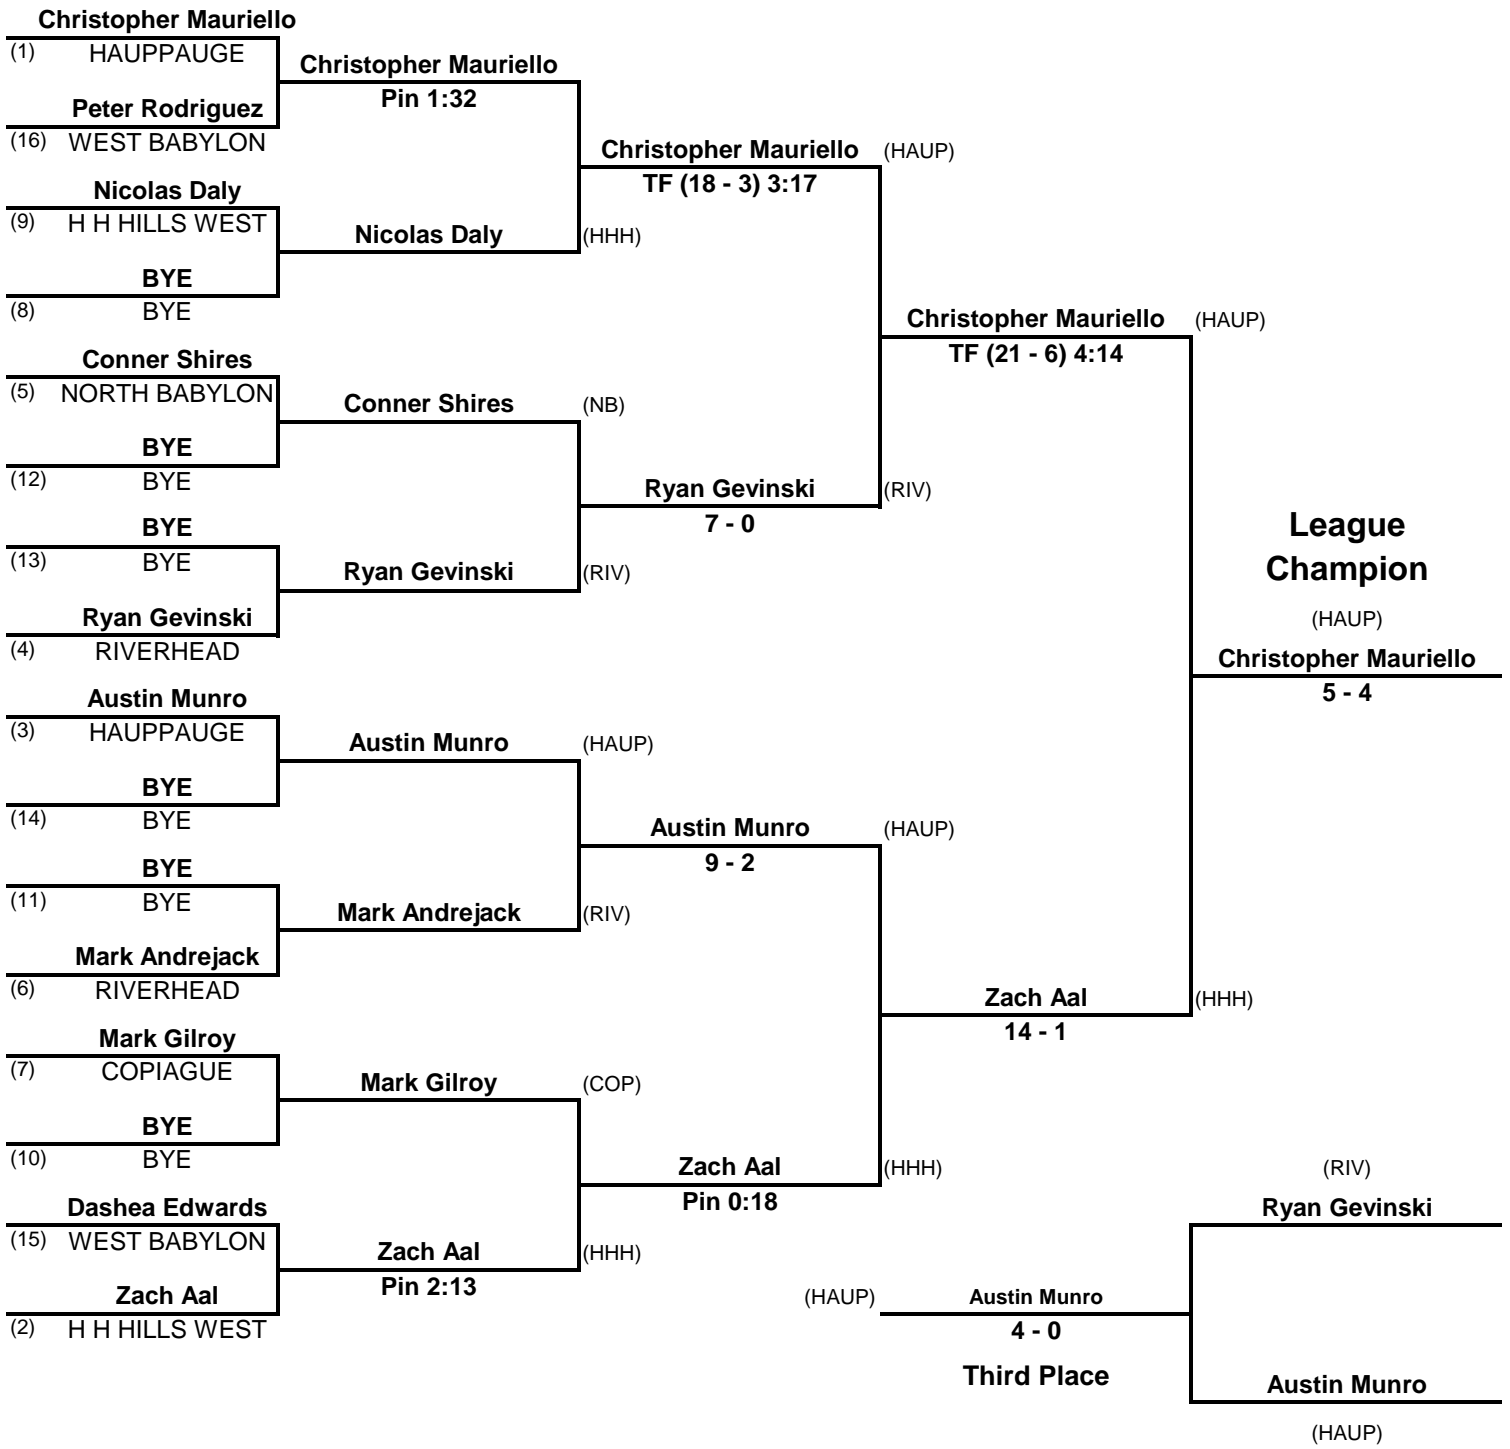 Christopher Mauriello
(1) HAUPPAUGE
Peter Rodriguez
(16) WEST BABYLON
Nicolas Daly
(9) H H HILLS WEST
BYE
(8) BYE
Conner Shires
(5) NORTH BABYLON
BYE
(12) BYE
BYE
(13) BYE
Ryan Gevinski
(4) RIVERHEAD
Austin Munro
(3) HAUPPAUGE
BYE
(14) BYE
BYE
(11) BYE
Mark Andrejack
(6) RIVERHEAD
Mark Gilroy
(7) COPIAGUE
BYE
(10) BYE
Dashea Edwards
(15) WEST BABYLON
Zach Aal
(2) H H HILLS WEST
Christopher Mauriello
Pin 1:32
Nicolas Daly (HHH)
Conner Shires (NB)
Ryan Gevinski (RIV)
Austin Munro (HAUP)
Mark Andrejack (RIV)
Mark Gilroy (COP)
Zach Aal (HHH)
Pin 2:13
Christopher Mauriello (HAUP)
TF (18 - 3) 3:17
Ryan Gevinski (RIV)
7 - 0
Austin Munro (HAUP)
9 - 2
Zach Aal (HHH)
Pin 0:18
Christopher Mauriello (HAUP)
TF (21 - 6) 4:14
Zach Aal (HHH)
14 - 1
League
Champion
(HAUP)
Christopher Mauriello
5 - 4
(RIV)
Ryan Gevinski
(HAUP) Austin Munro
4 - 0
Third Place
Austin Munro
(HAUP)